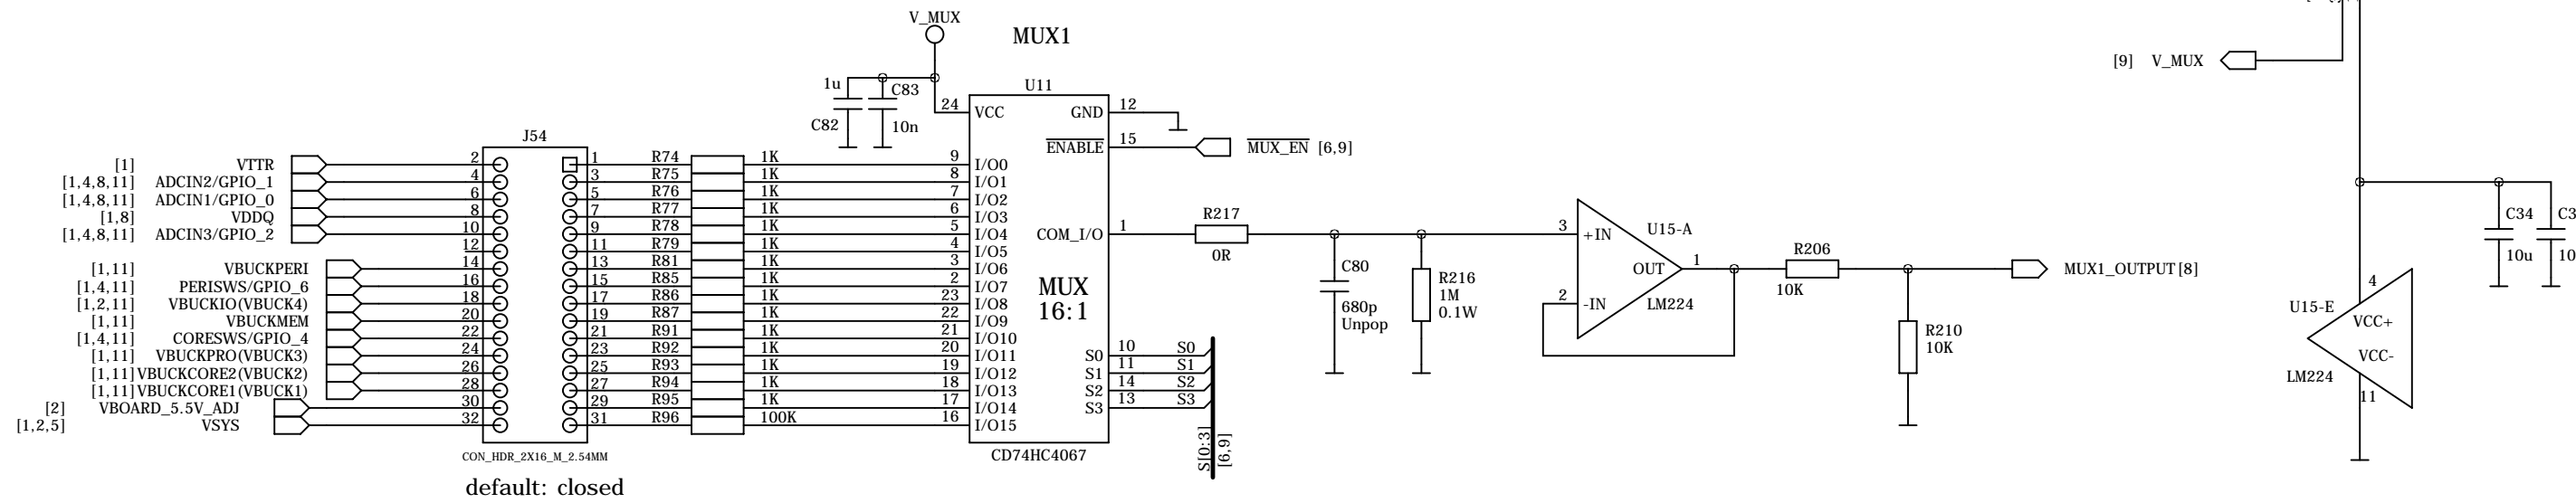 V_MUX
MUX1
[9] V_MUX
1u
C83
C82
10n
U11
24 VCC
GND 12
ENABLE 15
MUX_EN [6,9]
J54
[1] VTTR 2 1 R74 1K 9 I/O0
[1,4,8,11] ADCIN2/GPIO_1 4 3 R75 1K 8 I/O1
[1,4,8,11] ADCIN1/GPIO_0 6 5 R76 1K 7 I/O2
[1,8] VDDQ 8 7 R77 1K 6 I/O3
[1,4,8,11] ADCIN3/GPIO_2 10 9 R78 1K 5 I/O4
12 11 R79 1K 4 I/O5
[1,11] VBUCKPERI 14 13 R81 1K 3 I/O6
[1,4,11] PERISWS/GPIO_6 16 15 R85 1K 2 I/O7
[1,2,11] VBUCKIO(VBUCK4) 18 17 R86 1K 23 I/O8
[1,11] VBUCKMEM 20 19 R87 1K 22 I/O9
[1,4,11] CORESWS/GPIO_4 22 21 R91 1K 21 I/O10
[1,11] VBUCKPRO(VBUCK3) 24 23 R92 1K 20 I/O11
[1,11] VBUCKCORE2(VBUCK2) 26 25 R93 1K 19 I/O12
[1,11] VBUCKCORE1(VBUCK1) 28 27 R94 1K 18 I/O13
[2] VBOARD_5.5V_ADJ 30 29 R95 1K 17 I/O14
[1,2,5] VSYS 32 31 R96 100K 16 I/O15
CON_HDR_2X16_M_2.54MM
default: closed
COM_I/O 1
MUX
16:1
S0 10 S0
S1 11 S1
S2 14 S2
S3 13 S3
CD74HC4067
S[0:3]
[6,9]
R217
0R
C80
680p
Unpop
R216
1M
0.1W
3 +IN
U15-A
OUT 1
2 -IN
LM224
R206
10K
MUX1_OUTPUT [8]
R210
10K
C34
10u
C3
10
4
U15-E
VCC+
VCC-
LM224
11